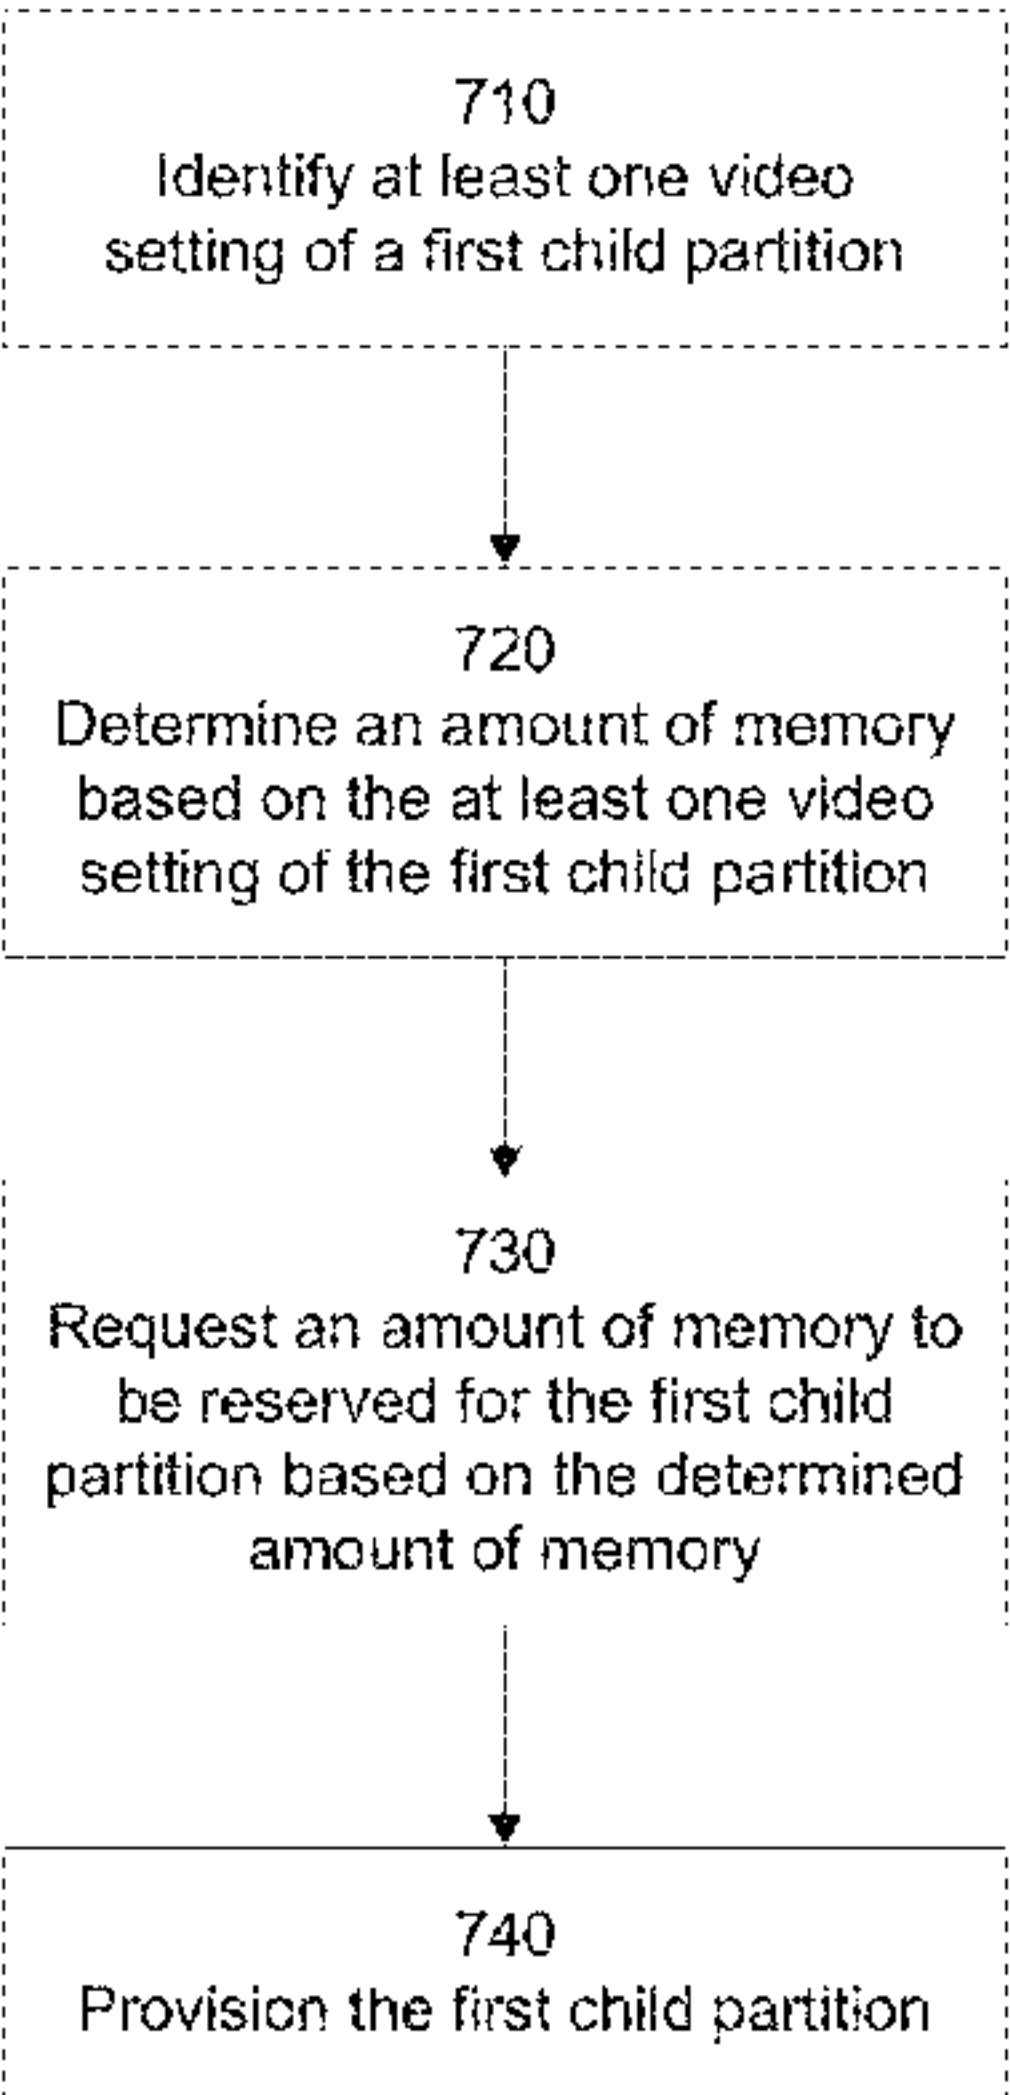 710
Identify at least one video
setting of a first child partition
720
Determine an amount of memory
based on the at least one video
setting of the first child partition
730
Request an amount of memory to
be reserved for the first child
partition based on the determined
amount of memory
740
Provision the first child partition